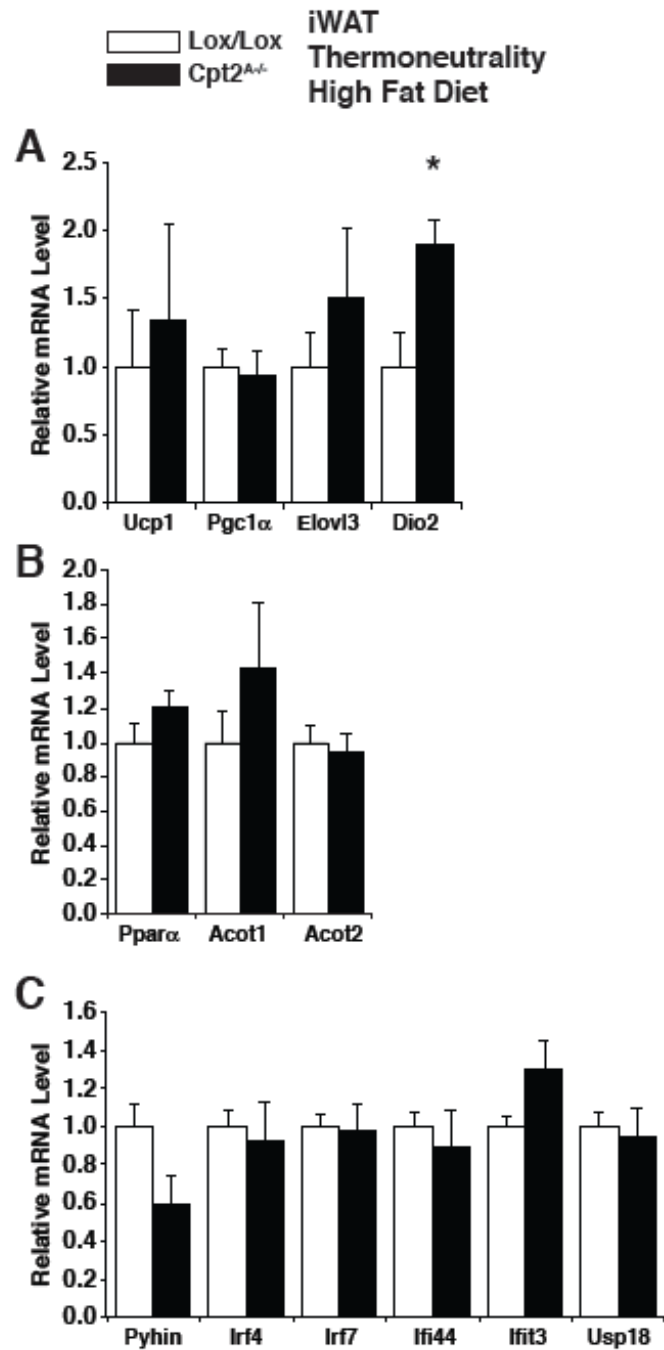 Lox/Lox
Cpt2A-/-
iWAT
Thermoneutrality
High Fat Diet
A
Relative mRNA Level
2.5
2.0
1.5
1.0
0.5
0.0
*
Ucp1 Pgc1α Elovl3 Dio2
B
Relative mRNA Level
2.0
1.8
1.6
1.4
1.2
1.0
0.8
0.6
0.4
0.2
0.0
Pparα Acot1 Acot2
C
Relative mRNA Level
1.6
1.4
1.2
1.0
0.8
0.6
0.4
0.2
0.0
Pyhin Irf4 Irf7 Ifi44 Ifit3 Usp18